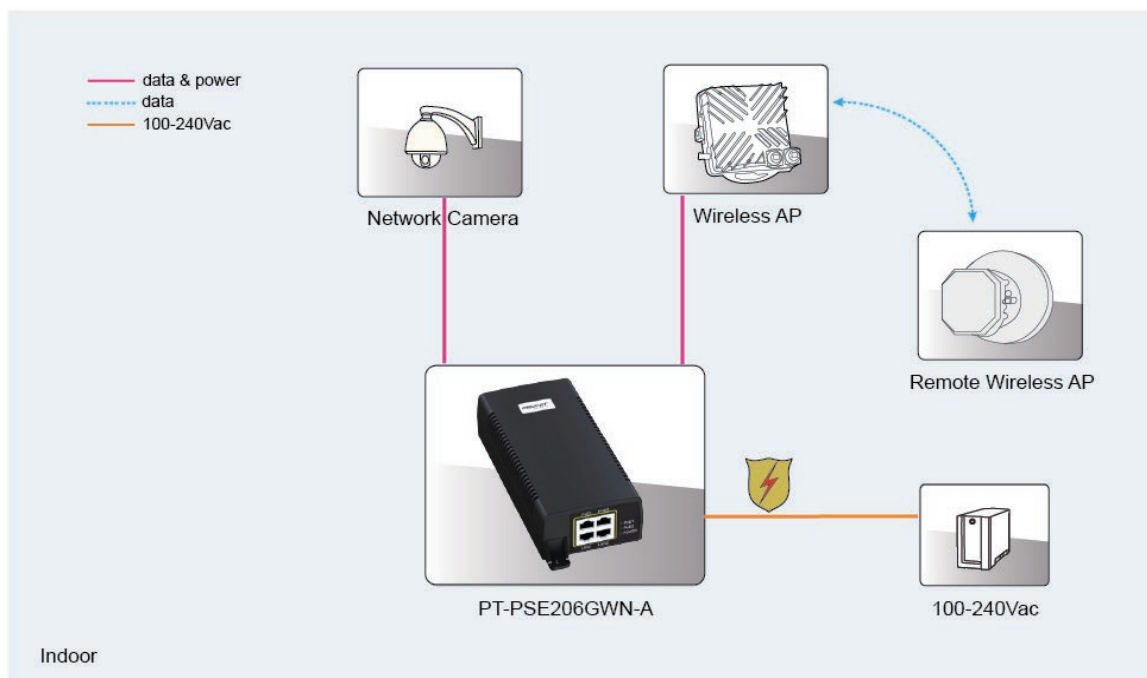 data & power
data
100-240Vac
Network Camera
Wireless AP
Remote Wireless AP
PT-PSE206GWN-A
100-240Vac
Indoor